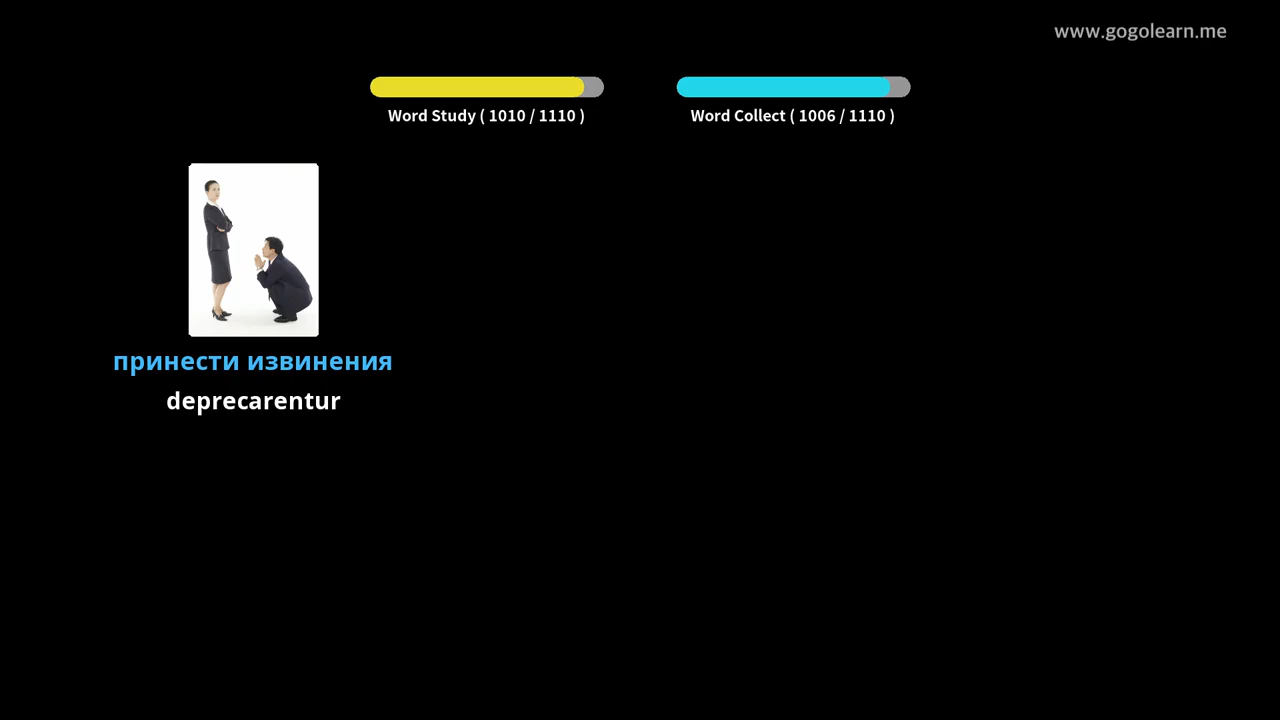 www.gogolearn.me
Word Study ( 1010 / 1110 )
Word Collect ( 1006 / 1110 )
принести извинения
deprecarentur